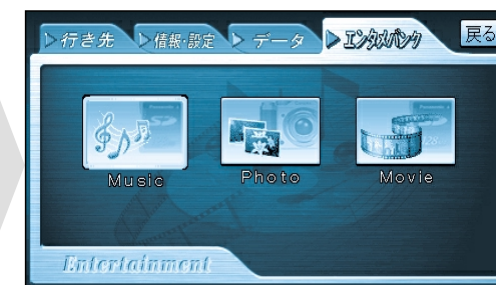 行き先 情報・設定 データ エンタメバンク 戻る
Music Photo Movie
Entertainment